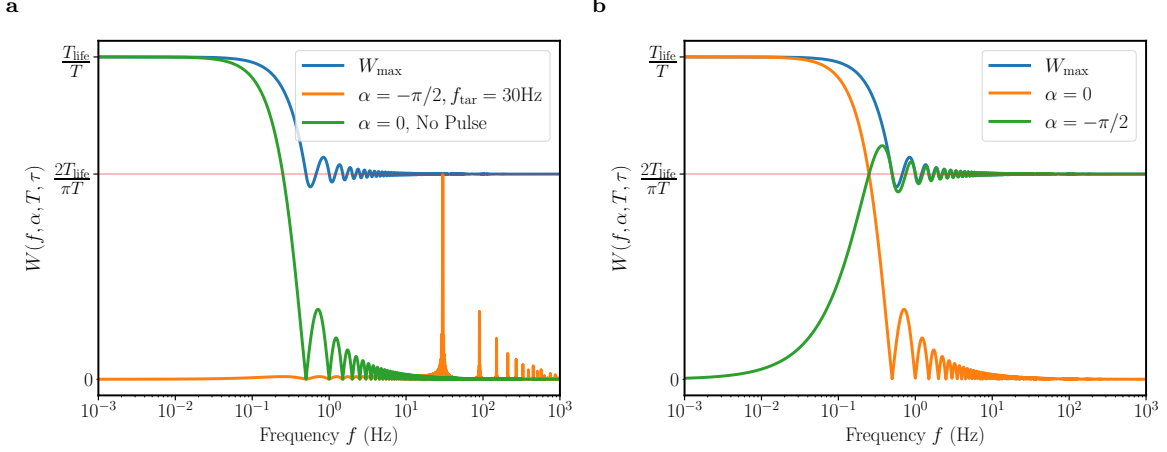 a
T_life/T
2T_life/πT
0
W(f, α, T, τ)
W_max
α = −π/2, f_tar = 30Hz
α = 0, No Pulse
10^−3 10^−2 10^−1 10^0 10^1 10^2 10^3
Frequency f (Hz)
b
T_life/T
2T_life/πT
0
W(f, α, T, τ)
W_max
α = 0
α = −π/2
10^−3 10^−2 10^−1 10^0 10^1 10^2 10^3
Frequency f (Hz)